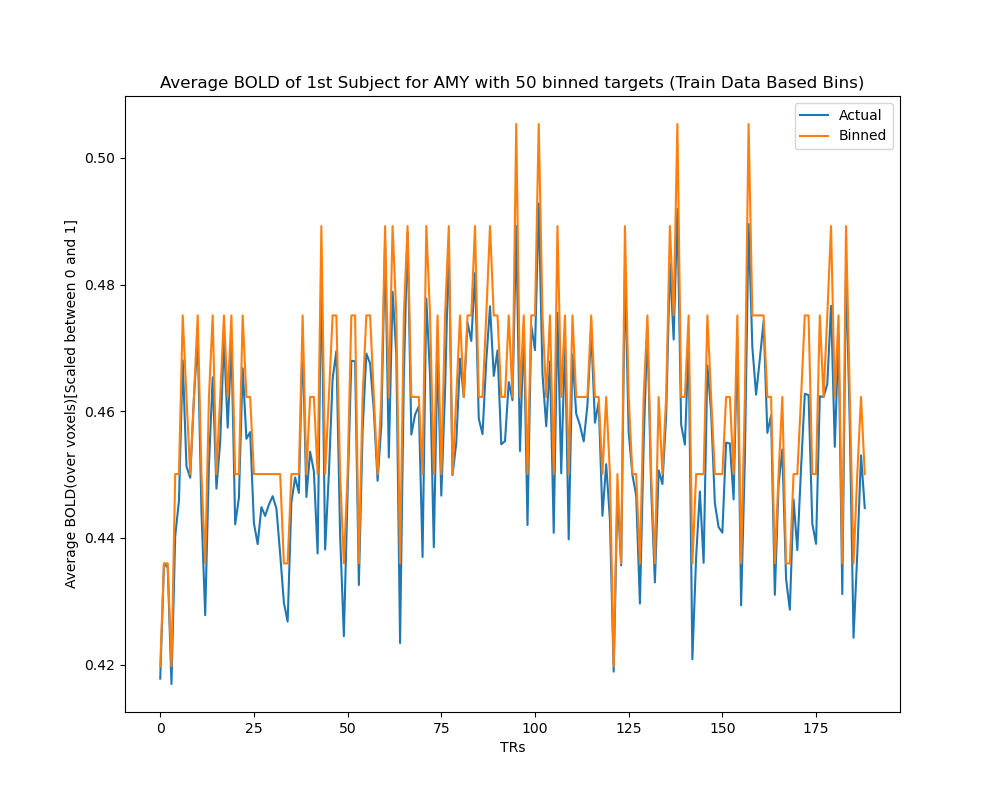 Average BOLD of 1st Subject for AMY with 50 binned targets (Train Data Based Bins)
Actual
Binned
Average BOLD(over voxels)[Scaled between 0 and 1]
0.50
0.48
0.46
0.44
0.42
0 25 50 75 100 125 150 175
TRs